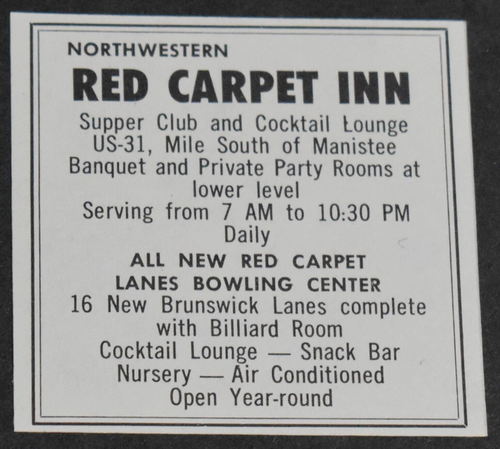 NORTHWESTERN
RED CARPET INN
Supper Club and Cocktail Lounge
US-31, Mile South of Manistee
Banquet and Private Party Rooms at
lower level
Serving from 7 AM to 10:30 PM
Daily
ALL NEW RED CARPET
LANES BOWLING CENTER
16 New Brunswick Lanes complete
with Billiard Room
Cocktail Lounge — Snack Bar
Nursery — Air Conditioned
Open Year-round